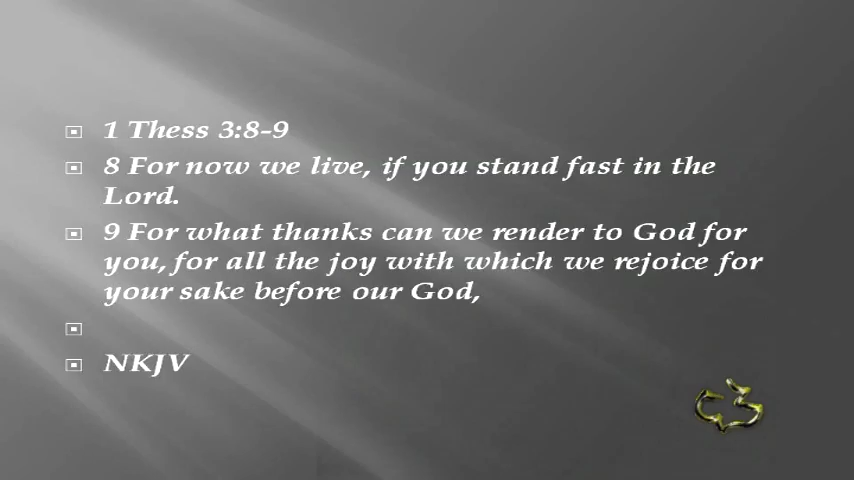 1 Thess 3:8-9
8 For now we live, if you stand fast in the
Lord.
9 For what thanks can we render to God for
you, for all the joy with which we rejoice for
your sake before our God,
NKJV